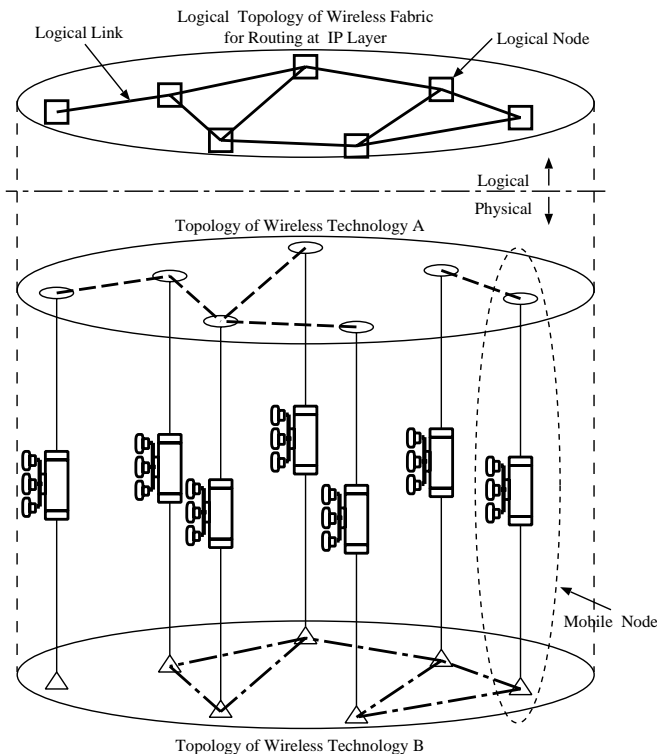 Logical Topology of Wireless Fabric
for Routing at IP Layer
Logical Link
Logical Node
Logical
Physical
Topology of Wireless Technology A
Mobile Node
Topology of Wireless Technology B